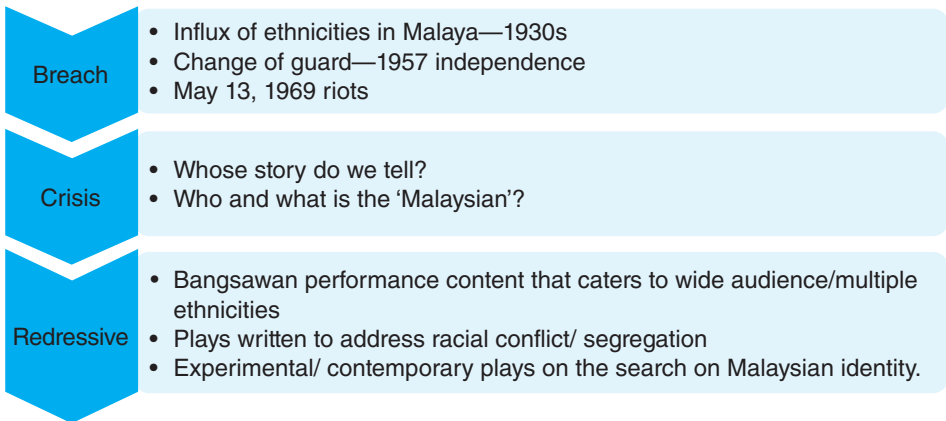 Breach
• Influx of ethnicities in Malaya—1930s
• Change of guard—1957 independence
• May 13, 1969 riots
Crisis
• Whose story do we tell?
• Who and what is the ‘Malaysian’?
Redressive
• Bangsawan performance content that caters to wide audience/multiple
ethnicities
• Plays written to address racial conflict/ segregation
• Experimental/ contemporary plays on the search on Malaysian identity.